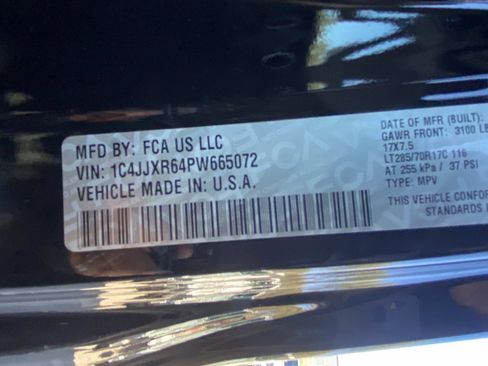 MFD BY: FCA US LLC
VIN: 1C4JJXR64PW665072
VEHICLE MADE IN: U.S.A.
DATE OF MFR (BUILT):
GAWR FRONT: 3100 LB
17X7.5
LT285/70R17C 116
AT 255 kPa / 37 PSI
TYPE: MPV
THIS VEHICLE CONFOR
STANDARDS I